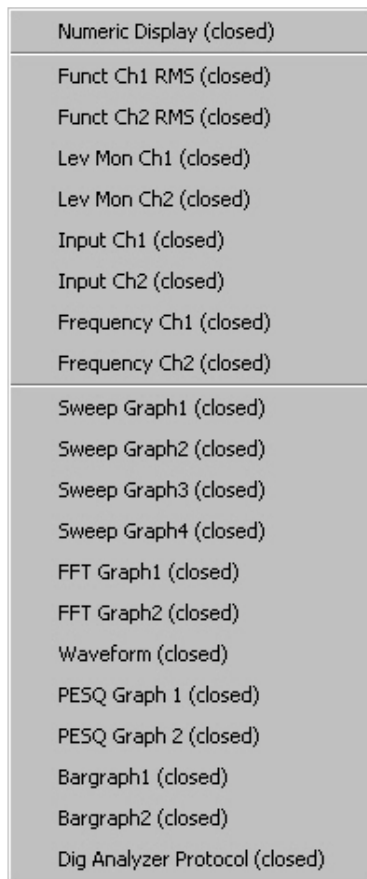 Numeric Display (closed)
Funct Ch1 RMS (closed)
Funct Ch2 RMS (closed)
Lev Mon Ch1 (closed)
Lev Mon Ch2 (closed)
Input Ch1 (closed)
Input Ch2 (closed)
Frequency Ch1 (closed)
Frequency Ch2 (closed)
Sweep Graph1 (closed)
Sweep Graph2 (closed)
Sweep Graph3 (closed)
Sweep Graph4 (closed)
FFT Graph1 (closed)
FFT Graph2 (closed)
Waveform (closed)
PESQ Graph 1 (closed)
PESQ Graph 2 (closed)
Bargraph1 (closed)
Bargraph2 (closed)
Dig Analyzer Protocol (closed)